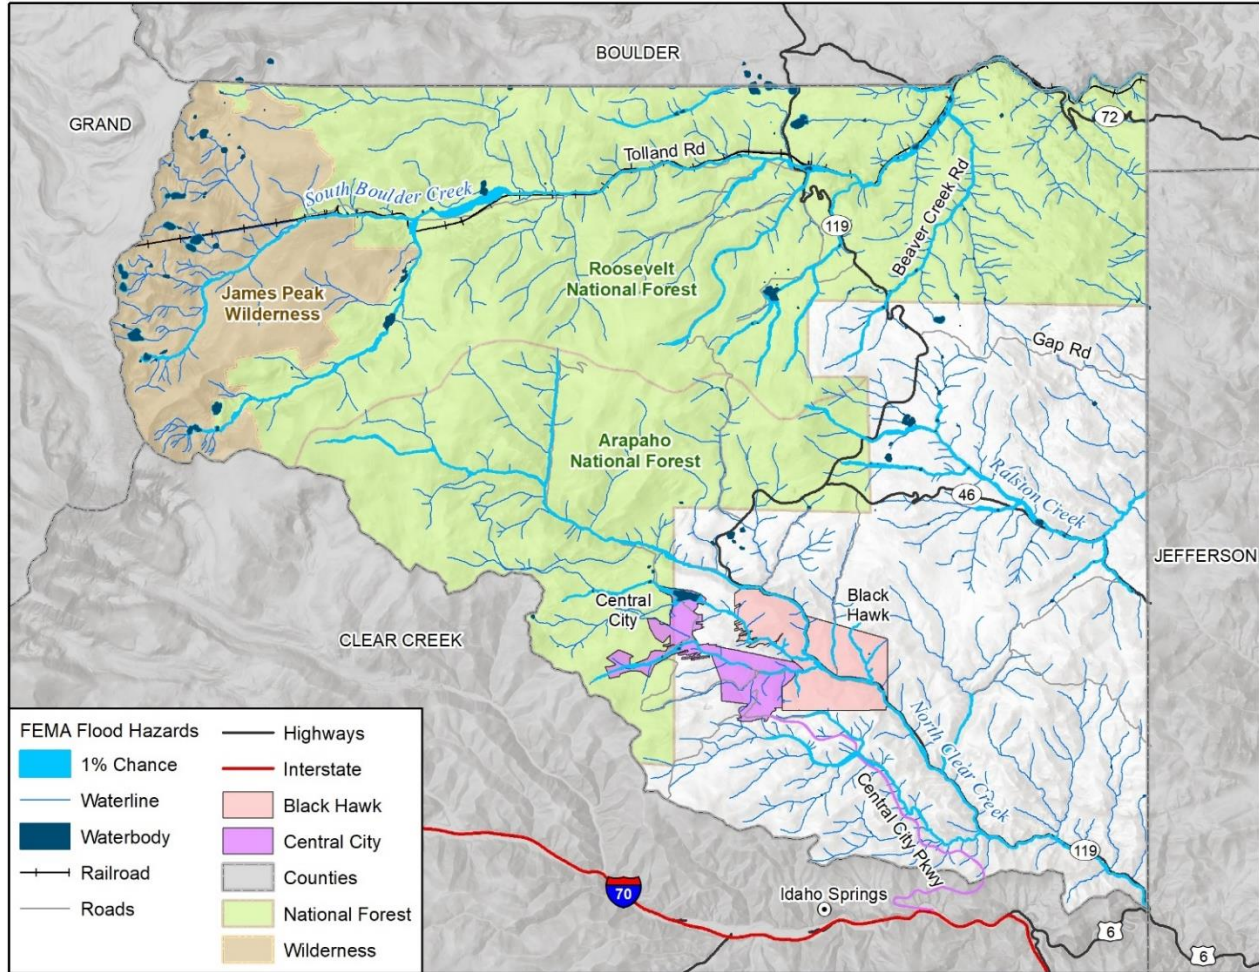 BOULDER
GRAND
72
Tolland Rd
South Boulder Creek
Beaver Creek Rd
119
Roosevelt
National Forest
James Peak
Wilderness
Gap Rd
Arapaho
National Forest
Ralston Creek
46
JEFFERSON
Central
City
Black
Hawk
CLEAR CREEK
North Clear Creek
Central City Pkwy
119
Idaho Springs
70
6
6
FEMA Flood Hazards
1% Chance
Waterline
Waterbody
Railroad
Roads
Highways
Interstate
Black Hawk
Central City
Counties
National Forest
Wilderness